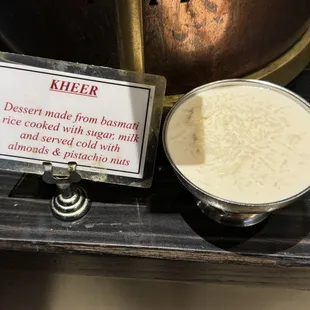 KHEER
Dessert made from basmati
rice cooked with sugar, milk
and served cold with
almonds & pistachio nuts